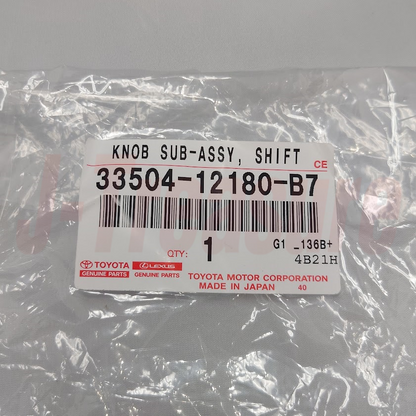 KNOB SUB-ASSY, SHIFT
CE
33504-12180-B7
QTY: 1
G1 _136B+
4B21H
TOYOTA LEXUS
GENUINE PARTS GENUINE PARTS
TOYOTA MOTOR CORPORATION
MADE IN JAPAN 40